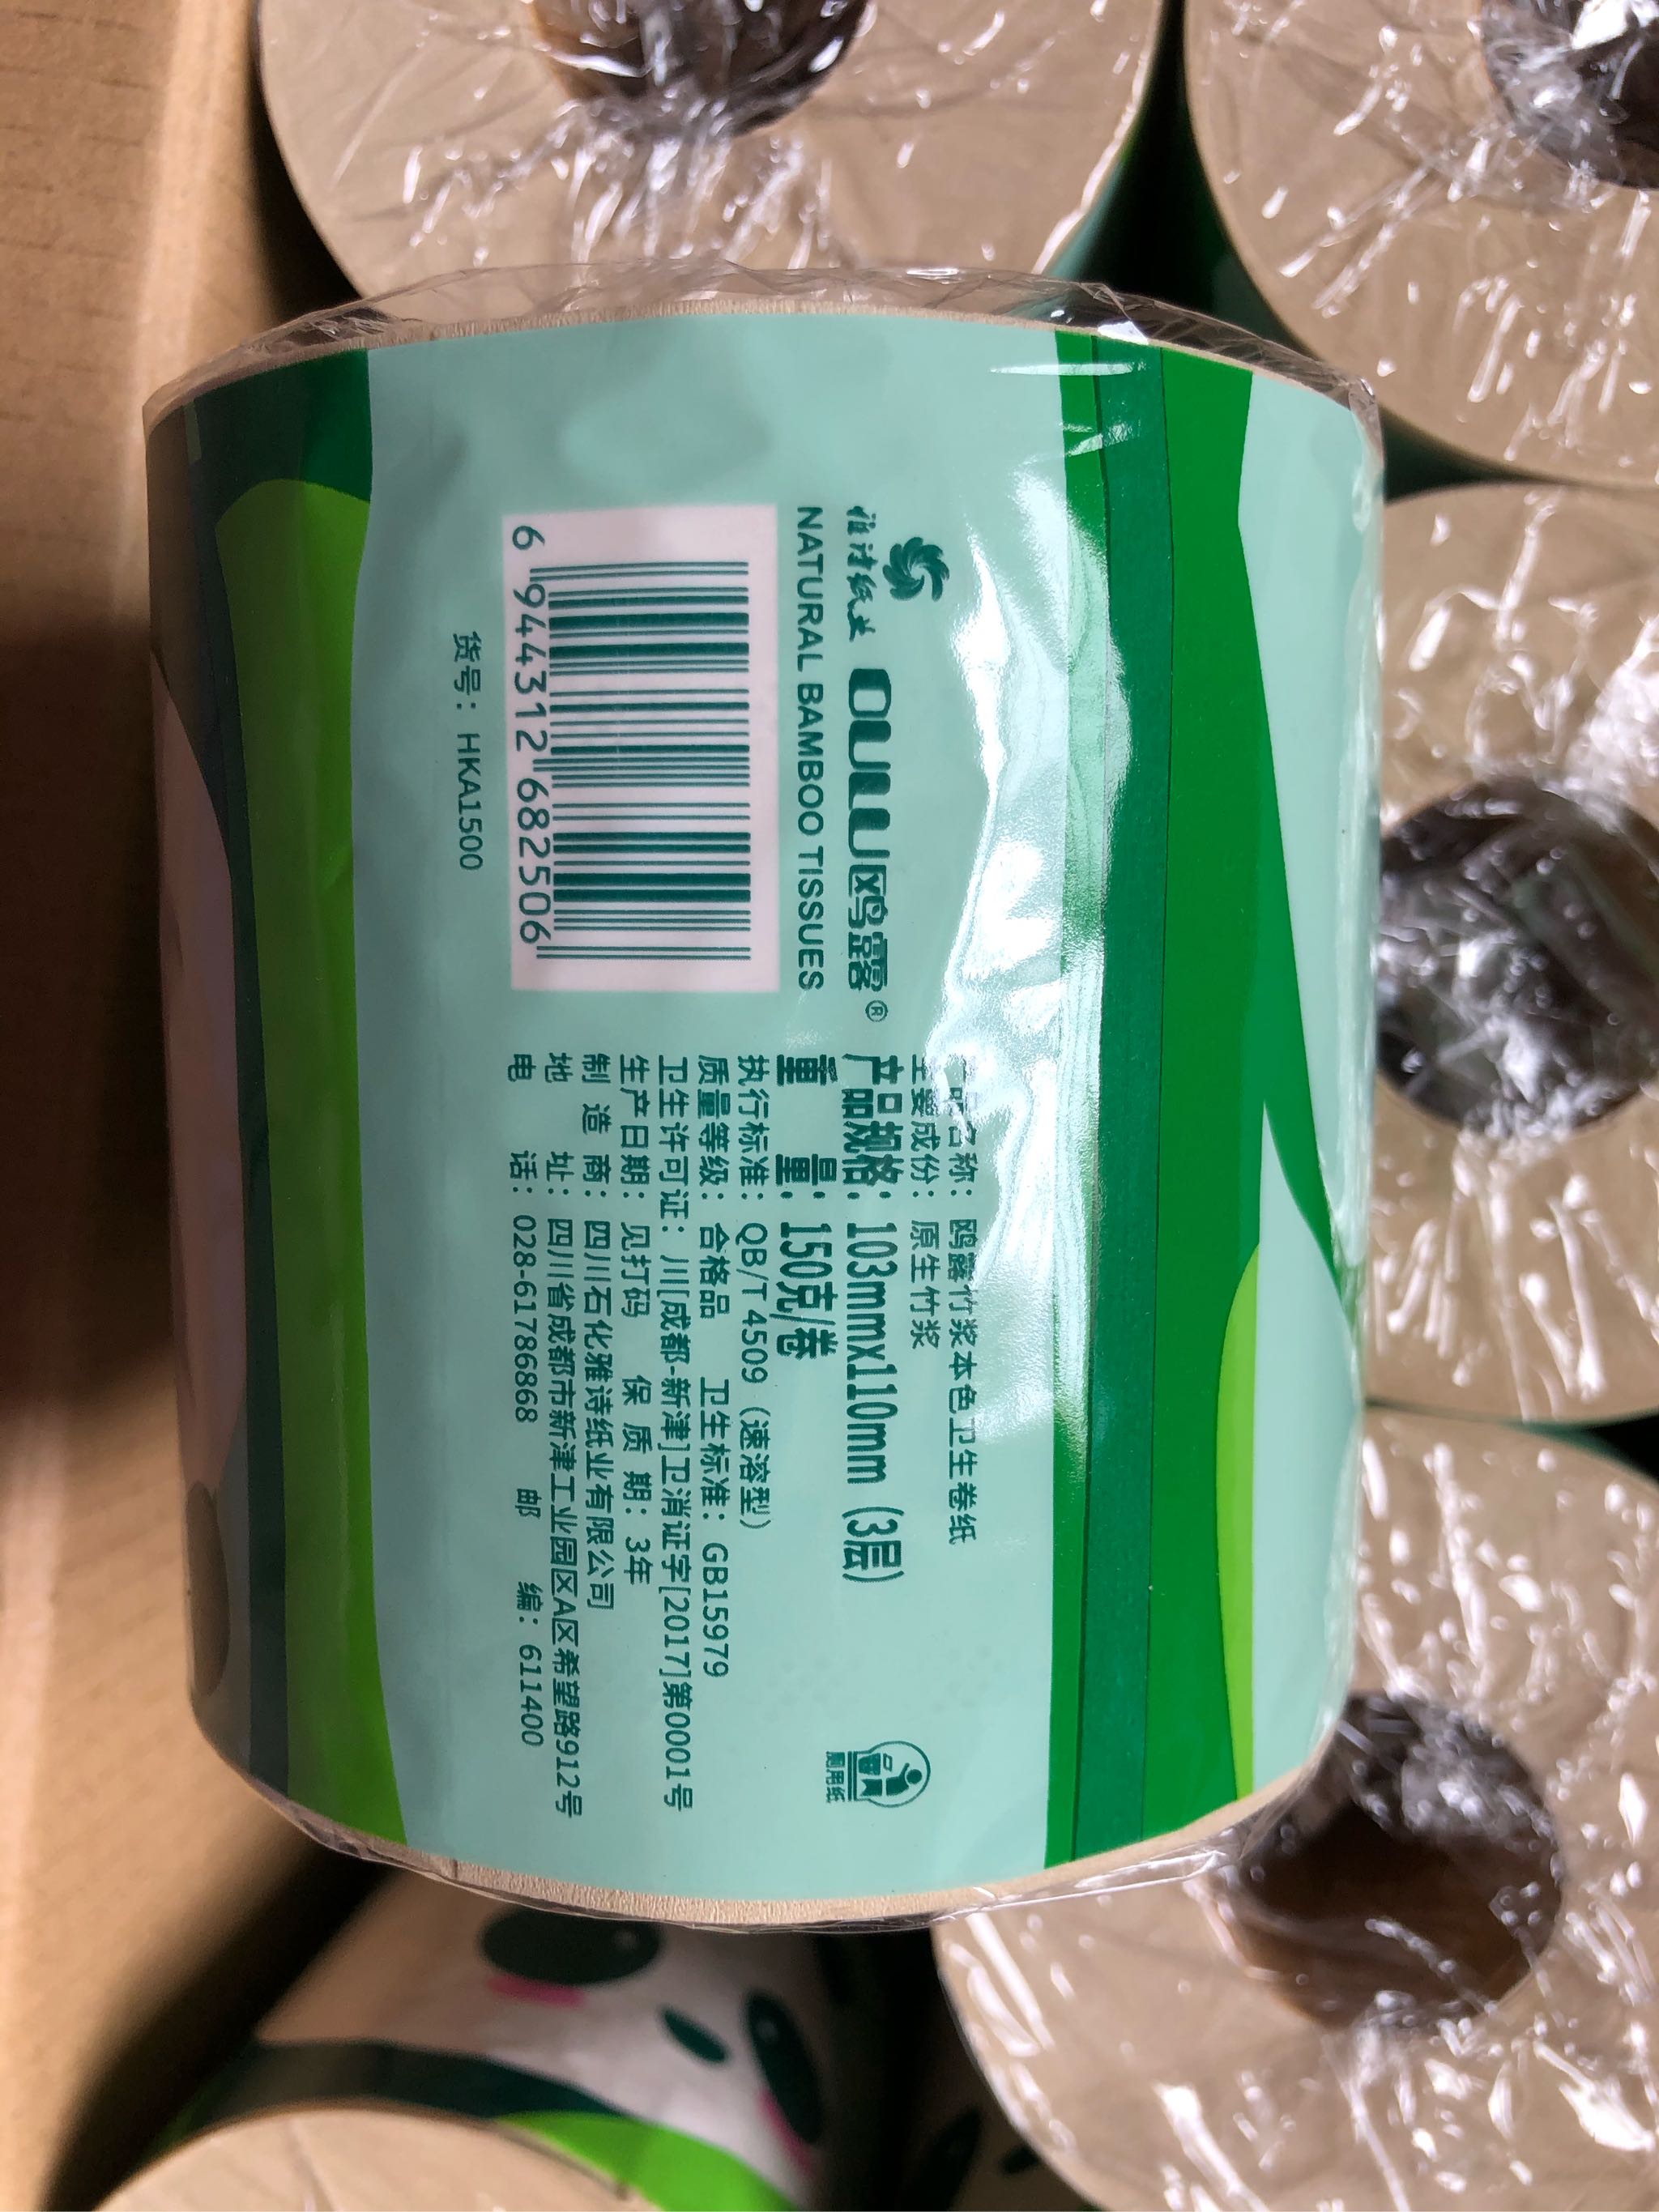 雅诗纸业
OULU鸥露®
NATURAL BAMBOO TISSUES
6 944312 682506
货号：HKA1500
产品名称：鸥露竹浆本色卫生卷纸
主要成份：原生竹浆
产品规格：103mmx110mm（3层）
重 量：150克/卷
执行标准：QB/T 4509（速溶型）
质量等级：合格品 卫生标准：GB15979
卫生许可证：川[成都-新津]卫消证字[2017]第0001号
生产日期：见打码 保质期：3年
制造商：四川石化雅诗纸业有限公司
地 址：四川省成都市新津工业园区A区希望路912号
电 话：028-61786868 邮 编：611400
厕用纸